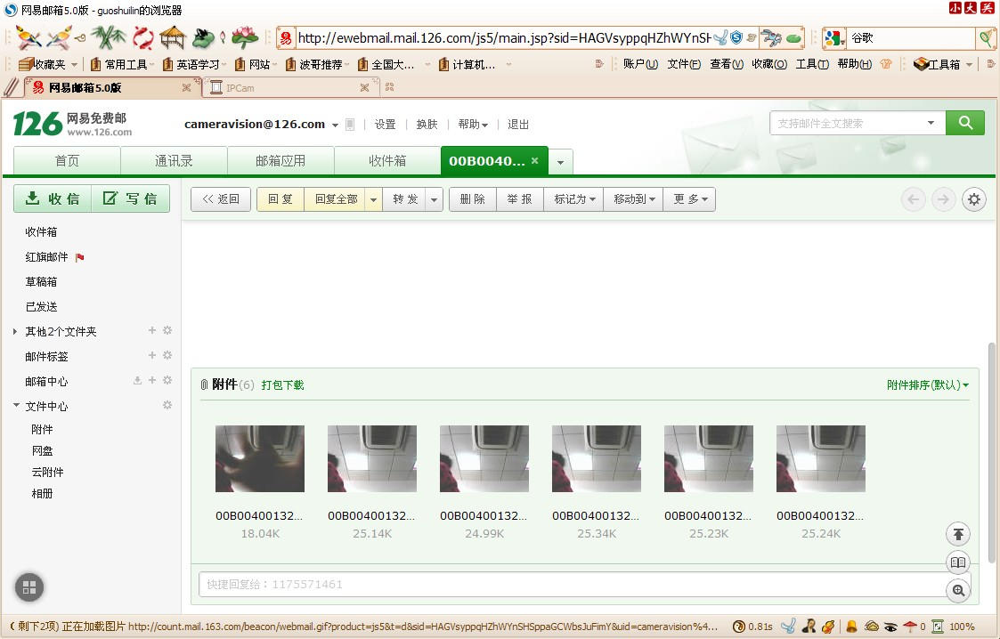 网易邮箱5.0版 - guoshuilin的浏览器
小 大 关
http://ewebmail.mail.126.com/js5/main.jsp?sid=HAGVsyppqHZhWYnSH
谷歌
收藏夹 常用工具 英语学习 网站 波哥推荐 全国大... 计算机... 账户(U) 文件(F) 查看(V) 收藏(O) 工具(T) 帮助(H) 工具箱
网易邮箱5.0版 IPCam
126 网易免费邮
www.126.com
cameravision@126.com 设置 换肤 帮助 退出
支持邮件全文搜索
首页 通讯录 邮箱应用 收件箱 00B0040...
收信 写信
<< 返回 回复 回复全部 转发 删除 举报 标记为 移动到 更多
收件箱
红旗邮件
草稿箱
已发送
其他2个文件夹
邮件标签
邮箱中心
文件中心
附件
网盘
云附件
相册
附件(6) 打包下载 附件排序(默认)
00B00400132... 00B00400132... 00B00400132... 00B00400132... 00B00400132... 00B00400132...
18.04K 25.14K 24.99K 25.34K 25.23K 25.24K
快捷回复给：1175571461
(剩下2项) 正在加载图片 http://count.mail.163.com/beacon/webmail.gif?product=js5&t=d&sid=HAGVsyppqHZhWYnSHSppaGCWbsJuFimY&uid=cameravision%4... 0.81s 0 100%